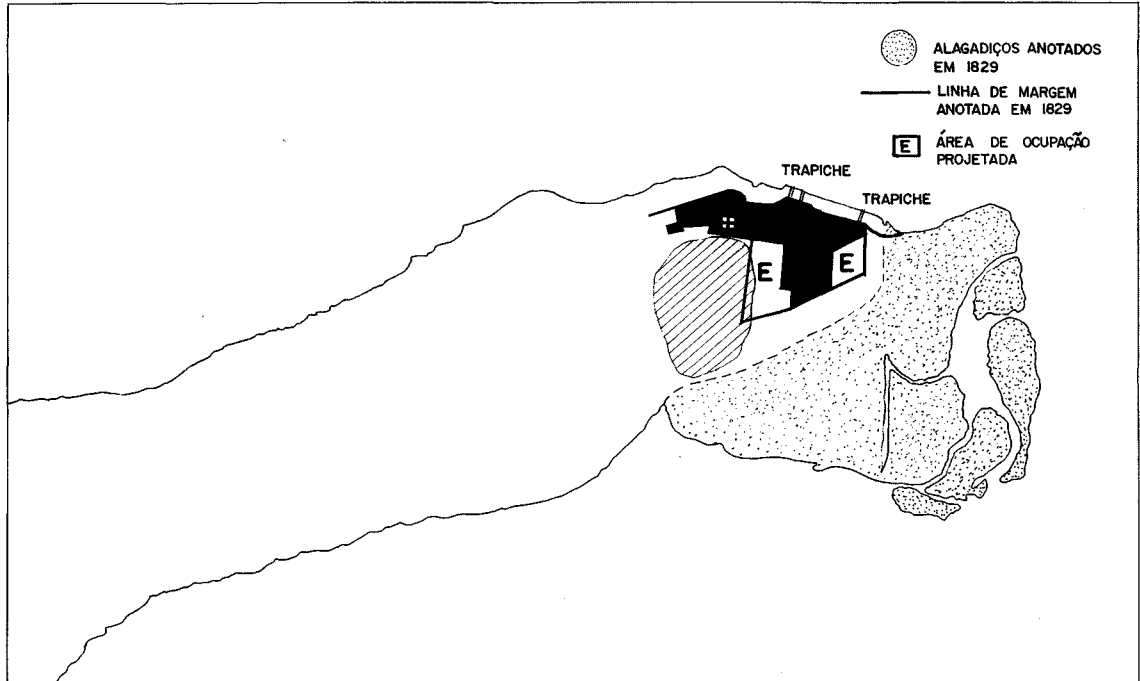 ALAGADIÇOS ANOTADOS
EM 1829
LINHA DE MARGEM
ANOTADA EM 1829
E
ÁREA DE OCUPAÇÃO
PROJETADA
TRAPICHE
TRAPICHE
E
E